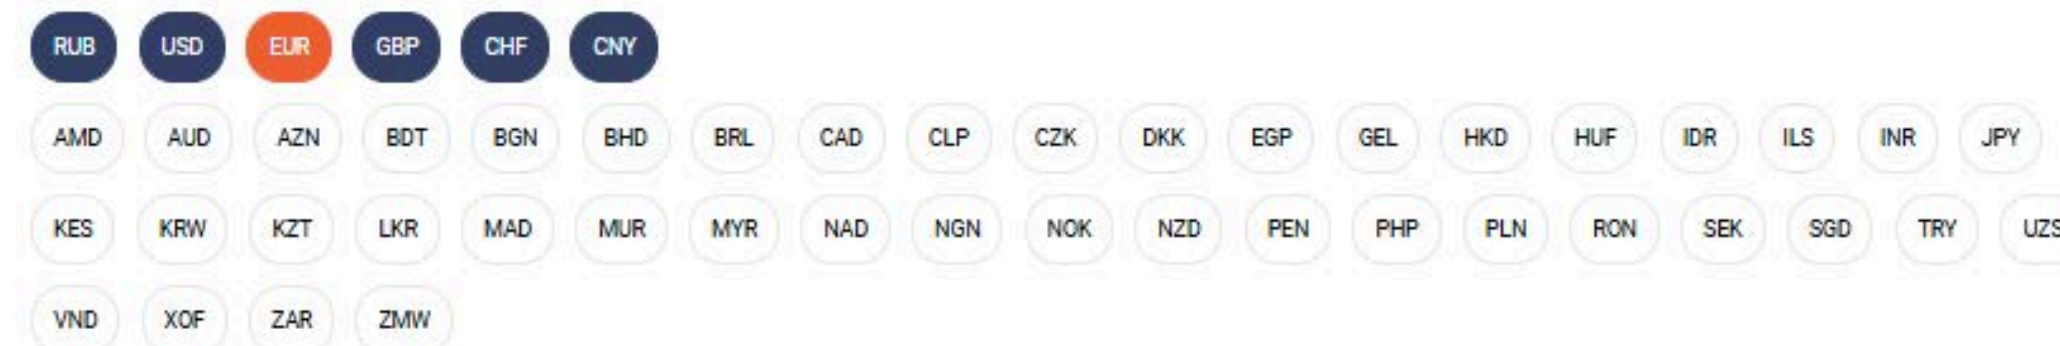 RUB USD EUR GBP CHF CNY
AMD AUD AZN BDT BGN BHD BRL CAD CLP CZK DKK EGP GEL HKD HUF IDR ILS INR JPY
KES KRW KZT LKR MAD MUR MYR NAD NGN NOK NZD PEN PHP PLN RON SEK SGD TRY UZS
VND XOF ZAR ZMW